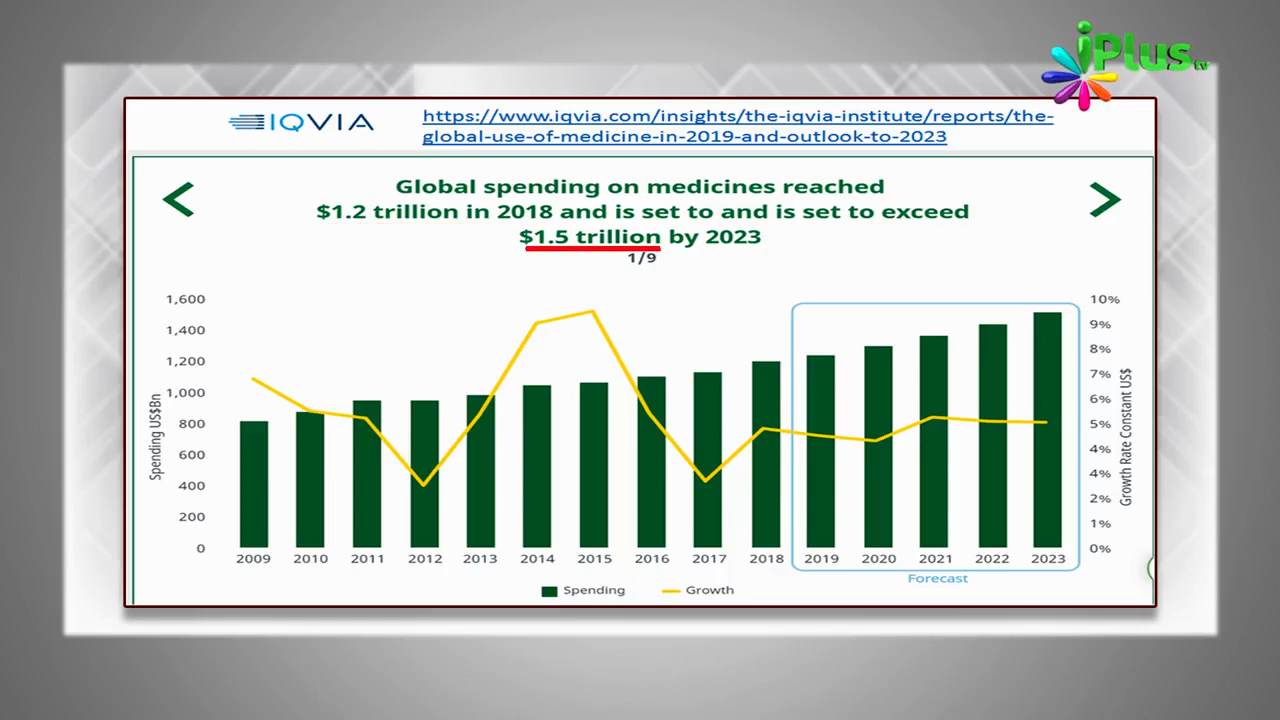 iPlus tv
IQVIA
https://www.iqvia.com/insights/the-iqvia-institute/reports/the-
global-use-of-medicine-in-2019-and-outlook-to-2023
Global spending on medicines reached
$1.2 trillion in 2018 and is set to and is set to exceed
$1.5 trillion by 2023
1/9
Spending US$Bn
1,600
1,400
1,200
1,000
800
600
400
200
0
10%
9%
8%
7%
6%
5%
4%
4%
2%
1%
0%
Growth Rate Constant US$
2009 2010 2011 2012 2013 2014 2015 2016 2017 2018 2019 2020 2021 2022 2023
Forecast
Spending Growth